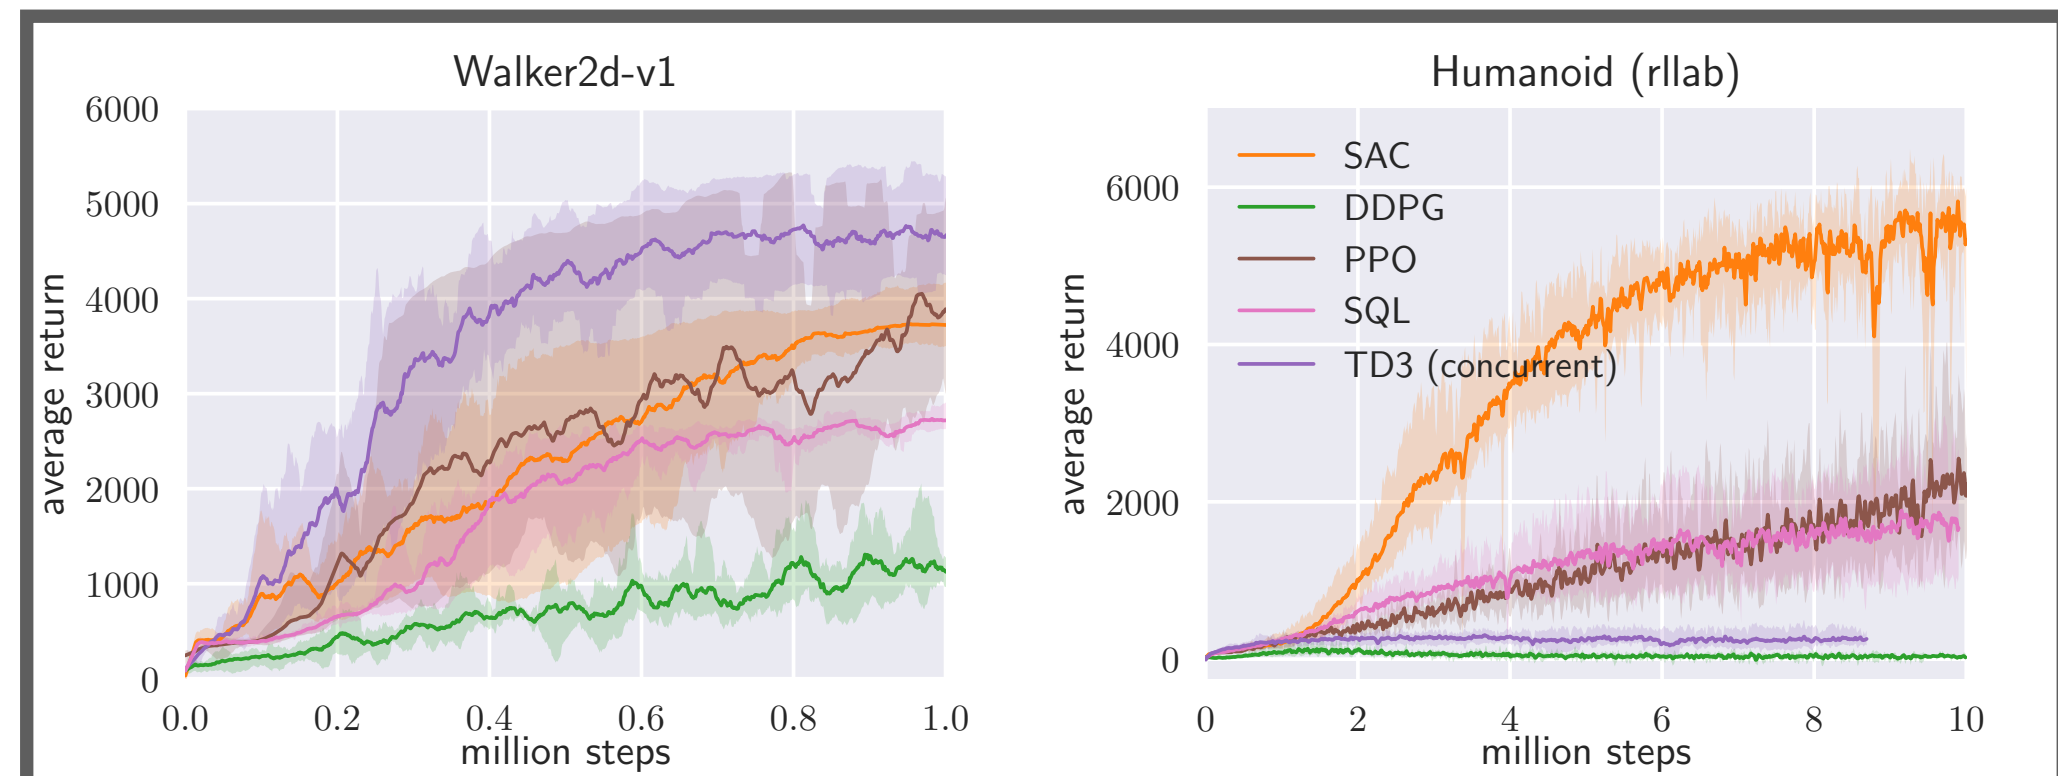 Walker2d-v1
6000
5000
4000
3000
2000
1000
0
average return
0.0 0.2 0.4 0.6 0.8 1.0
million steps
Humanoid (rllab)
SAC
DDPG
PPO
SQL
TD3 (concurrent)
6000
4000
2000
0
average return
0 2 4 6 8 10
million steps